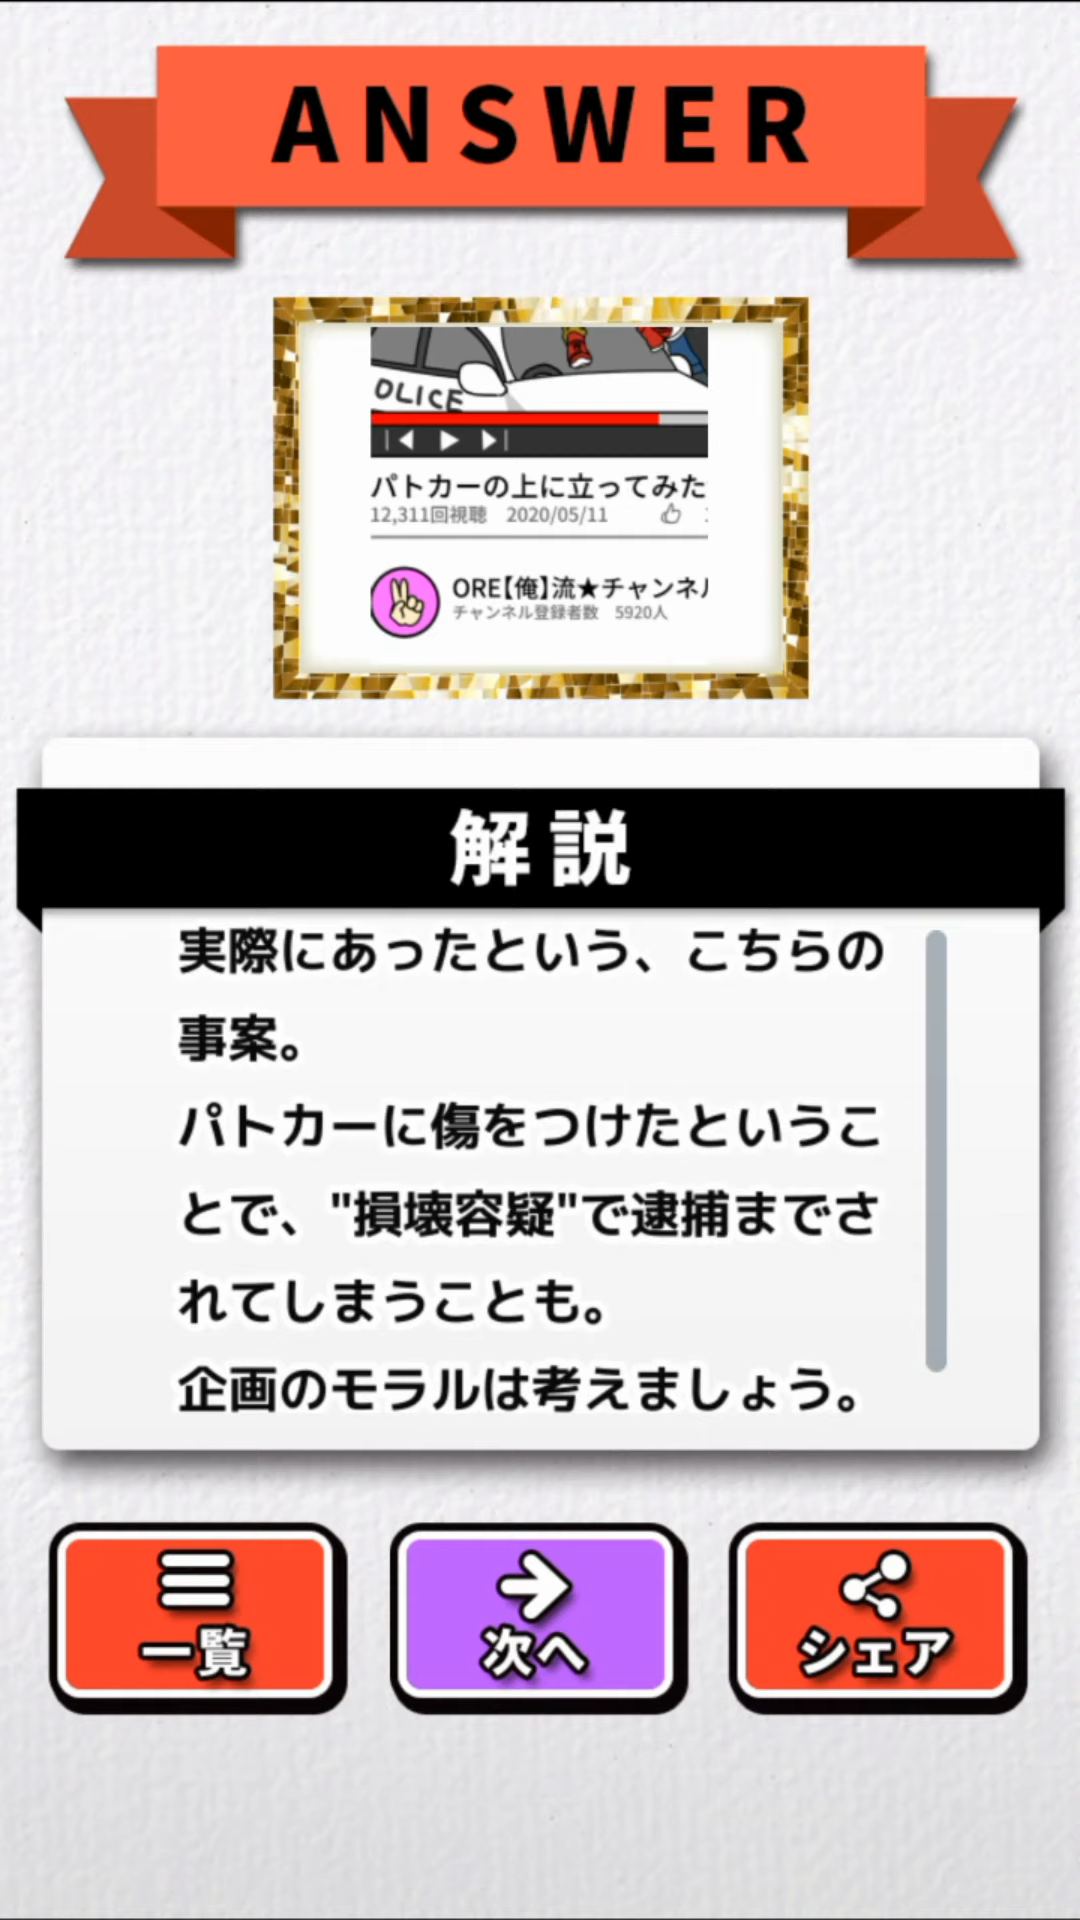 ANSWER
OLICE
パトカーの上に立ってみた
12,311回視聴 2020/05/11
ORE【俺】流★チャンネル
チャンネル登録者数 5920人
解説
実際にあったという、こちらの
事案。
パトカーに傷をつけたというこ
とで、"損壊容疑"で逮捕までさ
れてしまうことも。
企画のモラルは考えましょう。
一覧
次へ
シェア